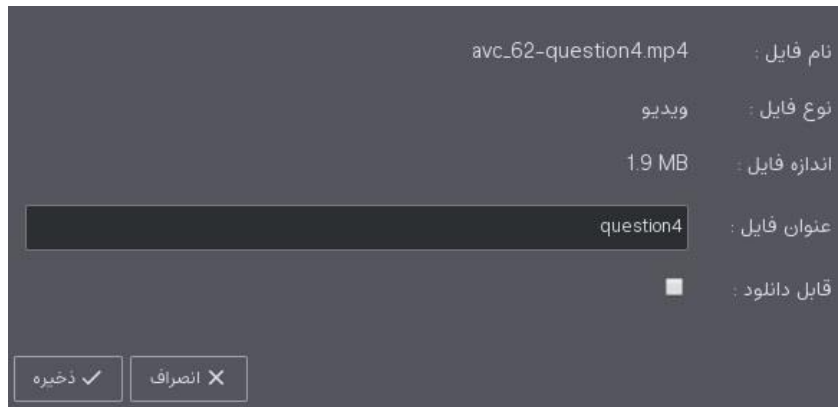 نام فایل : avc_62-question4.mp4
نوع فایل : ویدیو
اندازه فایل : 1.9 MB
عنوان فایل : question4
قابل دانلود :
انصراف ذخیره